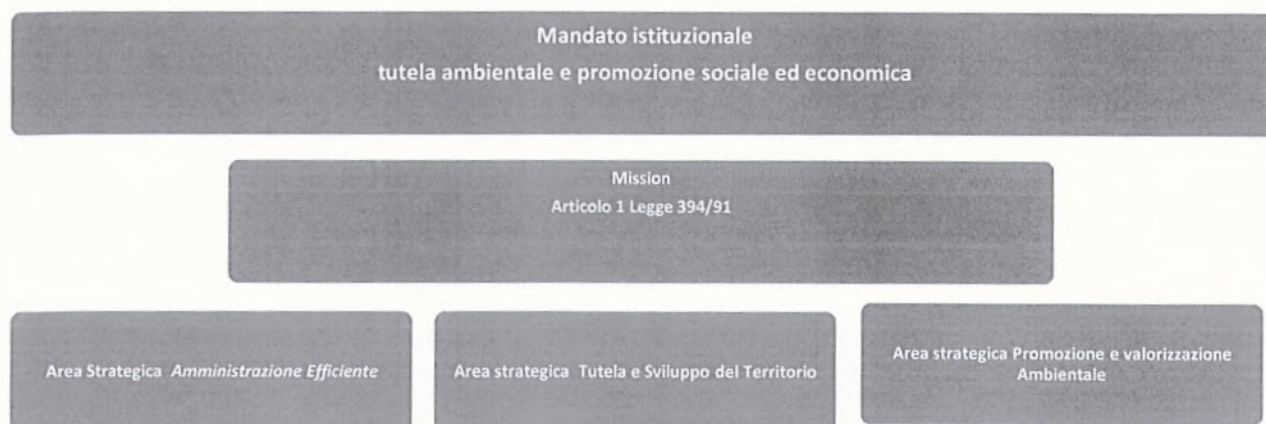 Mandato istituzionale
tutela ambientale e promozione sociale ed economica
Mission
Articolo 1 Legge 394/91
Area Strategica Amministrazione Efficiente
Area strategica Tutela e Sviluppo del Territorio
Area strategica Promozione e valorizzazione
Ambientale